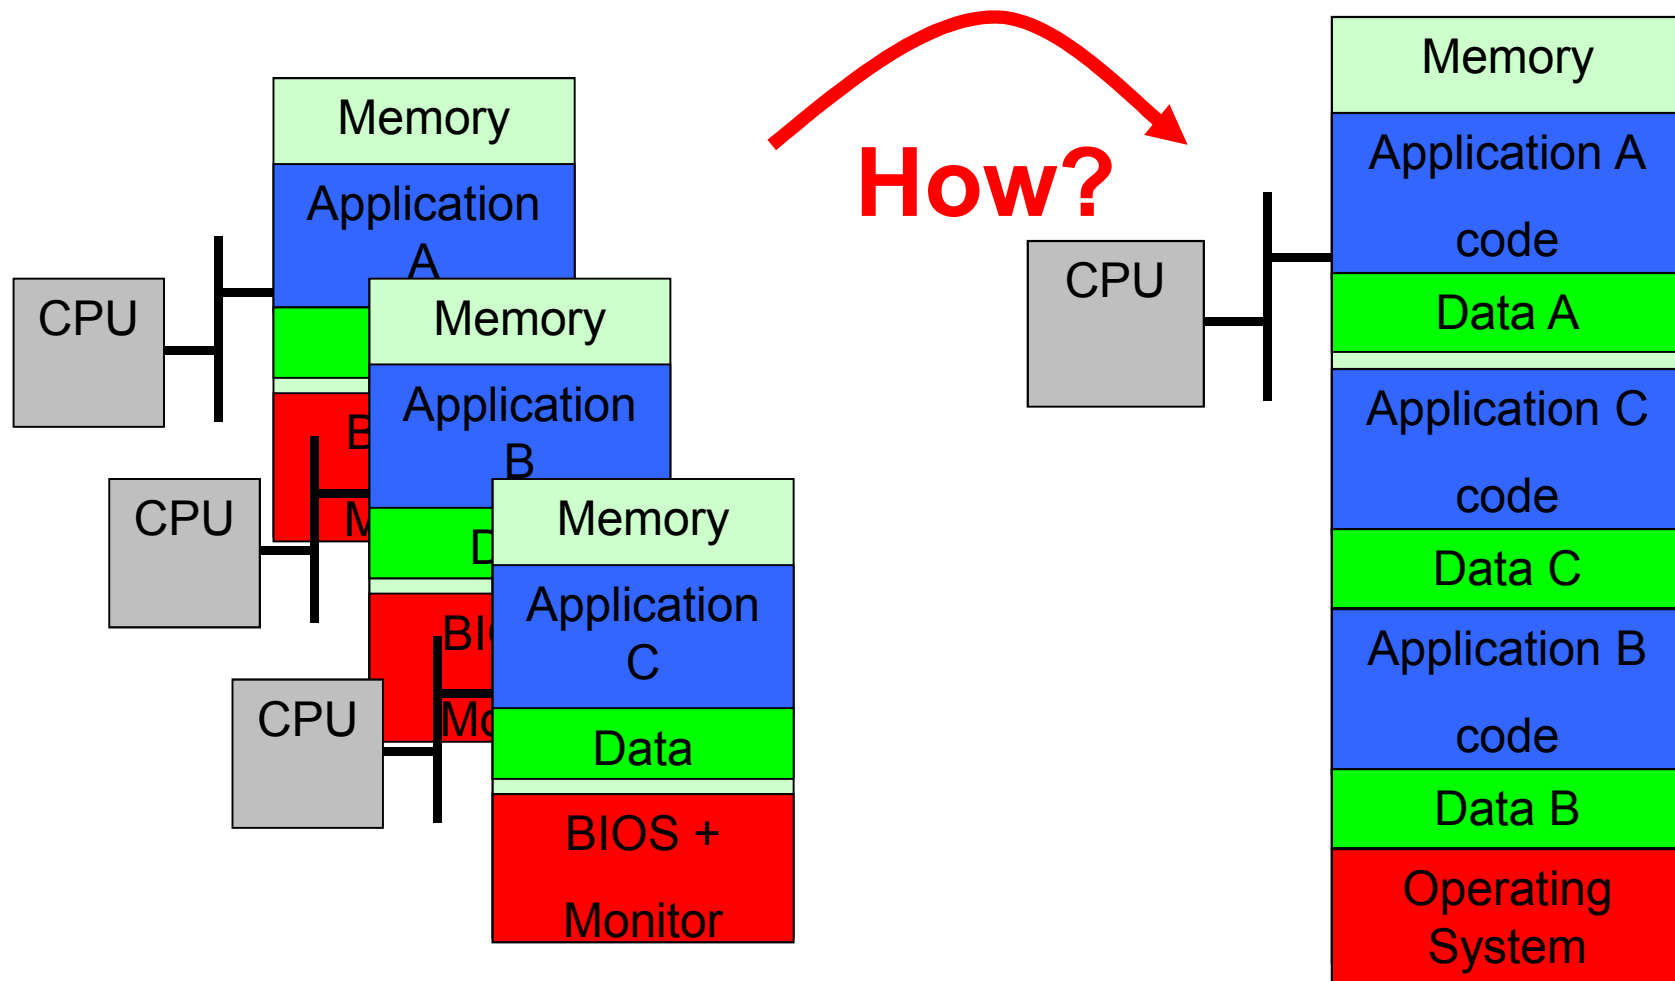 Memory
Application
A
CPU
Memory
Application
B
CPU
Memory
Application
C
CPU
Data
BIOS +
Monitor
How?
Memory
Application A
code
CPU
Data A
Application C
code
Data C
Application B
code
Data B
Operating
System